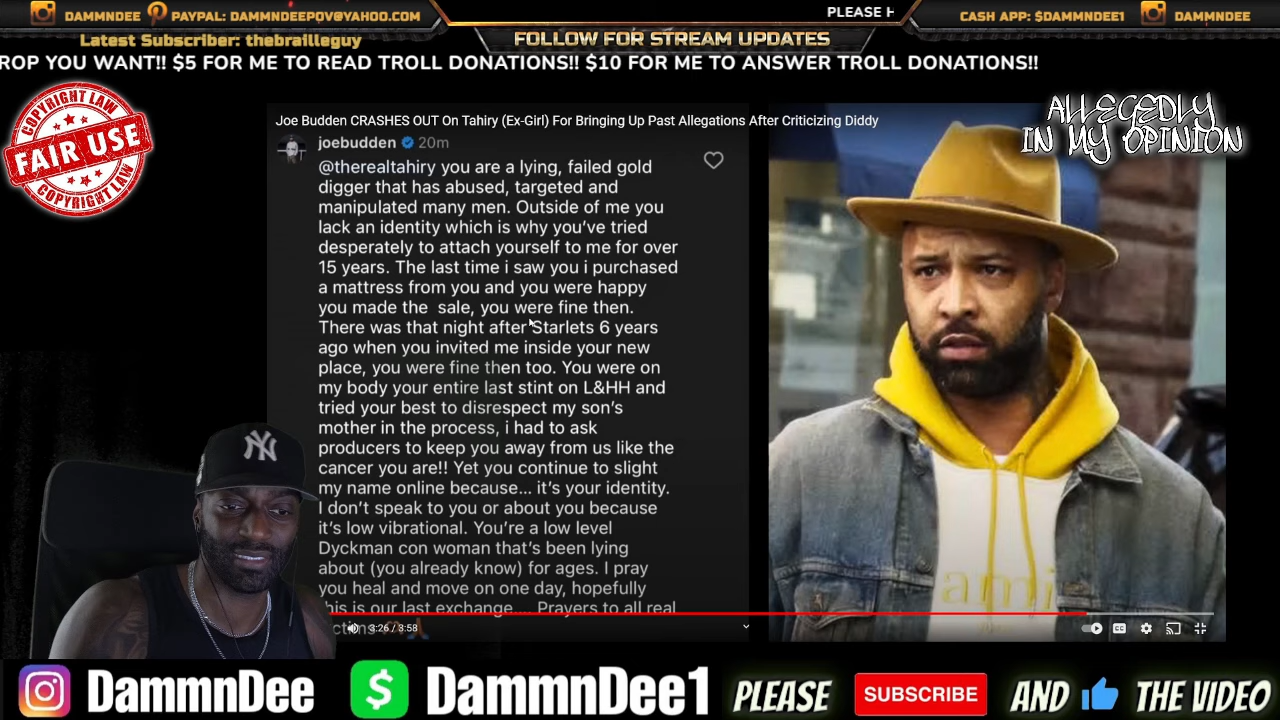 DAMMNDEE PAYPAL: DAMMNDEEPOV@YAHOO.COM
PLEASE H
CASH APP: $DAMMNDEE1 DAMMNDEE
Latest Subscriber: thebrailleguy
FOLLOW FOR STREAM UPDATES
ROP YOU WANT!! $5 FOR ME TO READ TROLL DONATIONS!! $10 FOR ME TO ANSWER TROLL DONATIONS!!
COPYRIGHT LAW
FAIR USE
COPYRIGHT LAW
ALLEGEDLY
IN MY OPINION
Joe Budden CRASHES OUT On Tahiry (Ex-Girl) For Bringing Up Past Allegations After Criticizing Diddy
joebudden 20m
@therealtahiry you are a lying, failed gold
digger that has abused, targeted and
manipulated many men. Outside of me you
lack an identity which is why you've tried
desperately to attach yourself to me for over
15 years. The last time i saw you i purchased
a mattress from you and you were happy
you made the sale, you were fine then.
There was that night after Starlets 6 years
ago when you invited me inside your new
place, you were fine then too. You were on
my body your entire last stint on L&HH and
tried your best to disrespect my son's
mother in the process, i had to ask
producers to keep you away from us like the
cancer you are!! Yet you continue to slight
my name online because... it's your identity.
I don't speak to you or about you because
it's low vibrational. You're a low level
Dyckman con woman that's been lying
about (you already know) for ages. I pray
you heal and move on one day, hopefully
this is our last exchange.... Prayers to all real
3:26 / 3:58
CC
ami
NY
DammnDee
$ DammnDee1
PLEASE SUBSCRIBE AND THE VIDEO